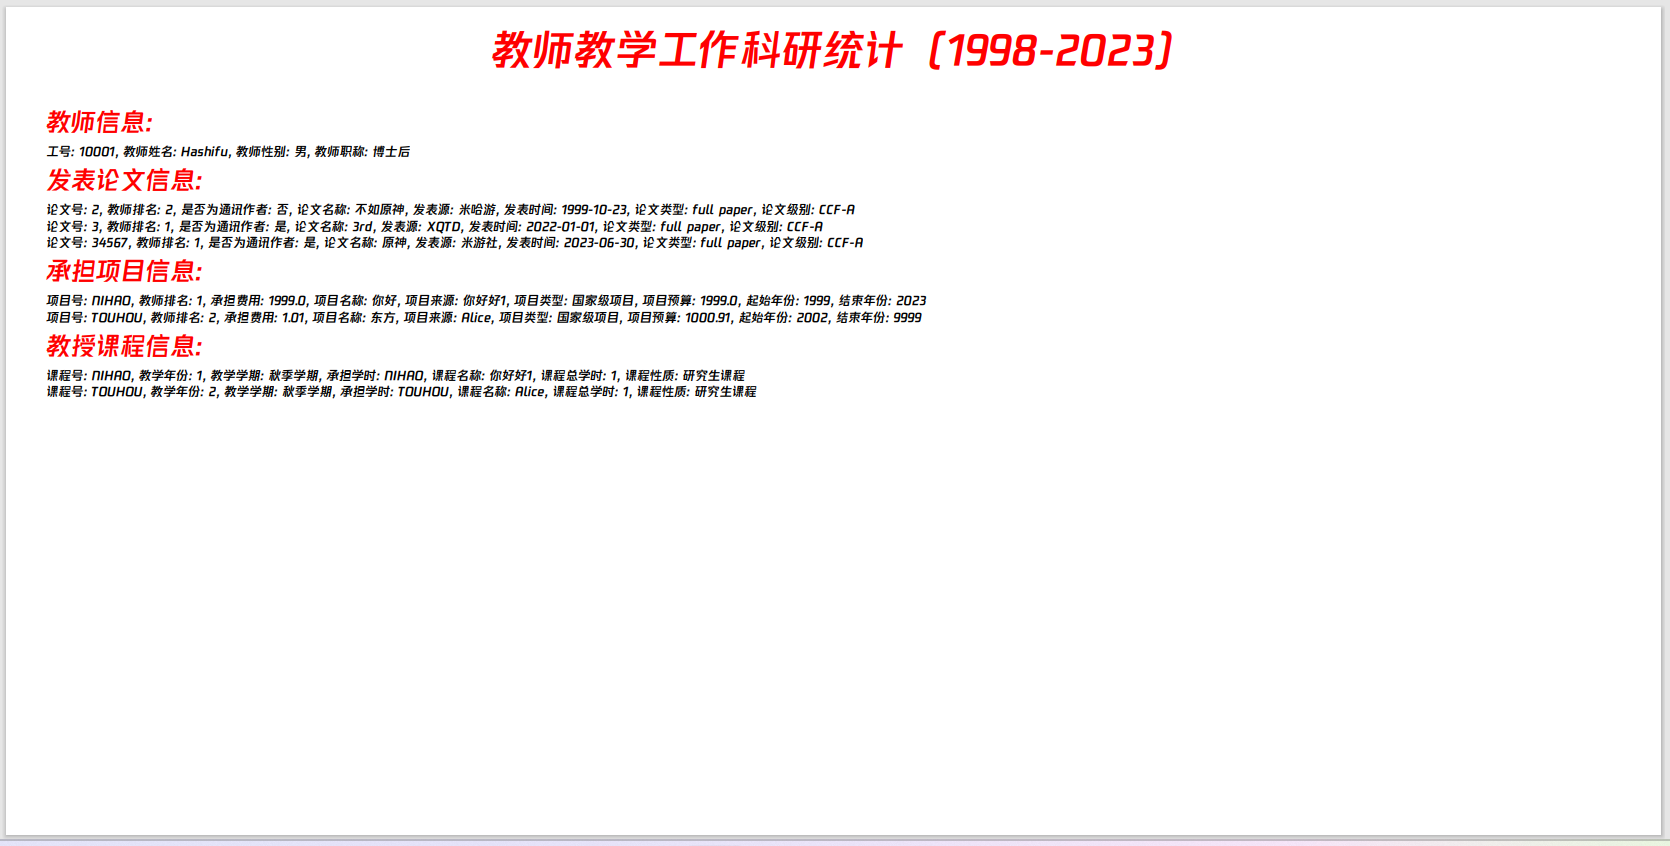 教师教学工作科研统计（1998-2023）
教师信息:
工号: 10001, 教师姓名: Hashifu, 教师性别: 男, 教师职称: 博士后
发表论文信息:
论文号: 2, 教师排名: 2, 是否为通讯作者: 否, 论文名称: 不如原神, 发表源: 米哈游, 发表时间: 1999-10-23, 论文类型: full paper, 论文级别: CCF-A
论文号: 3, 教师排名: 1, 是否为通讯作者: 是, 论文名称: 3rd, 发表源: XQTD, 发表时间: 2022-01-01, 论文类型: full paper, 论文级别: CCF-A
论文号: 34567, 教师排名: 1, 是否为通讯作者: 是, 论文名称: 原神, 发表源: 米游社, 发表时间: 2023-06-30, 论文类型: full paper, 论文级别: CCF-A
承担项目信息:
项目号: NIHAO, 教师排名: 1, 承担费用: 1999.0, 项目名称: 你好, 项目来源: 你好好1, 项目类型: 国家级项目, 项目预算: 1999.0, 起始年份: 1999, 结束年份: 2023
项目号: TOUHOU, 教师排名: 2, 承担费用: 1.01, 项目名称: 东方, 项目来源: Alice, 项目类型: 国家级项目, 项目预算: 1000.91, 起始年份: 2002, 结束年份: 9999
教授课程信息:
课程号: NIHAO, 教学年份: 1, 教学学期: 秋季学期, 承担学时: NIHAO, 课程名称: 你好好1, 课程总学时: 1, 课程性质: 研究生课程
课程号: TOUHOU, 教学年份: 2, 教学学期: 秋季学期, 承担学时: TOUHOU, 课程名称: Alice, 课程总学时: 1, 课程性质: 研究生课程